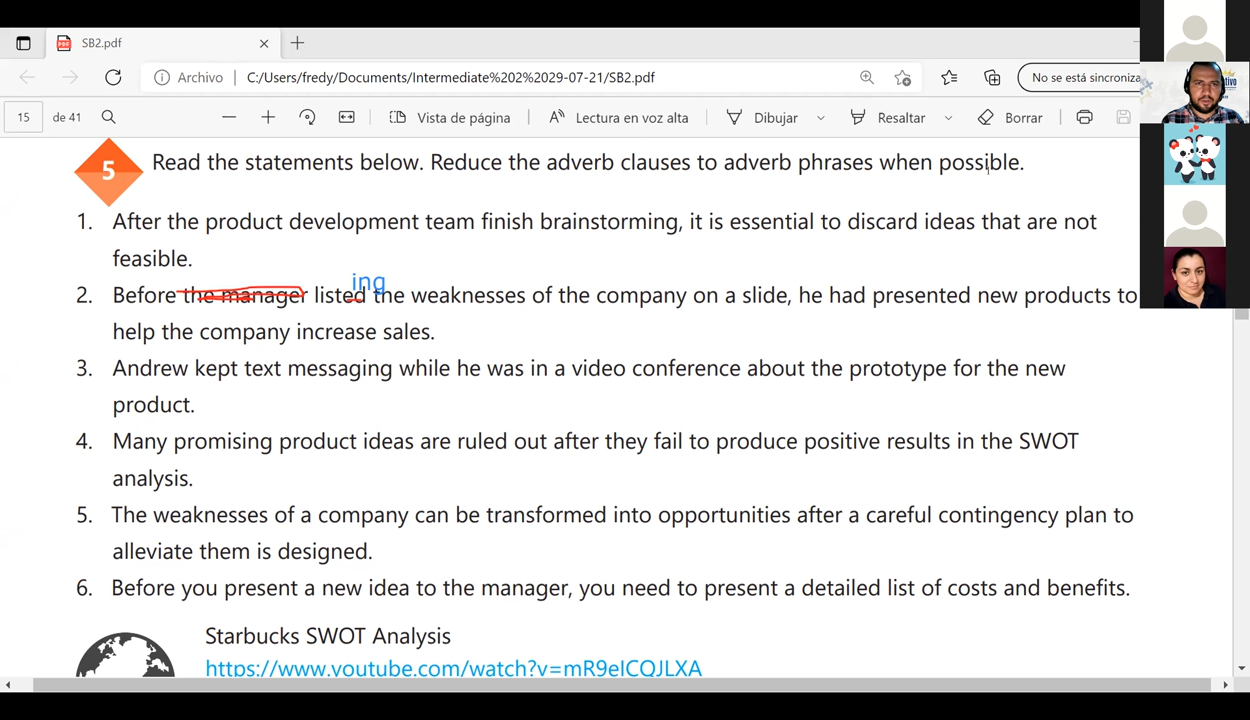 SB2.pdf
Archivo C:/Users/fredy/Documents/Intermediate%202%2029-07-21/SB2.pdf No se está sincroniza
15 de 41 Vista de página Lectura en voz alta Dibujar Resaltar Borrar
5 Read the statements below. Reduce the adverb clauses to adverb phrases when possible.
1. After the product development team finish brainstorming, it is essential to discard ideas that are not
feasible.
ing
2. Before the manager listed the weaknesses of the company on a slide, he had presented new products to
help the company increase sales.
3. Andrew kept text messaging while he was in a video conference about the prototype for the new
product.
4. Many promising product ideas are ruled out after they fail to produce positive results in the SWOT
analysis.
5. The weaknesses of a company can be transformed into opportunities after a careful contingency plan to
alleviate them is designed.
6. Before you present a new idea to the manager, you need to present a detailed list of costs and benefits.
Starbucks SWOT Analysis
https://www.youtube.com/watch?v=mR9eICQJLXA